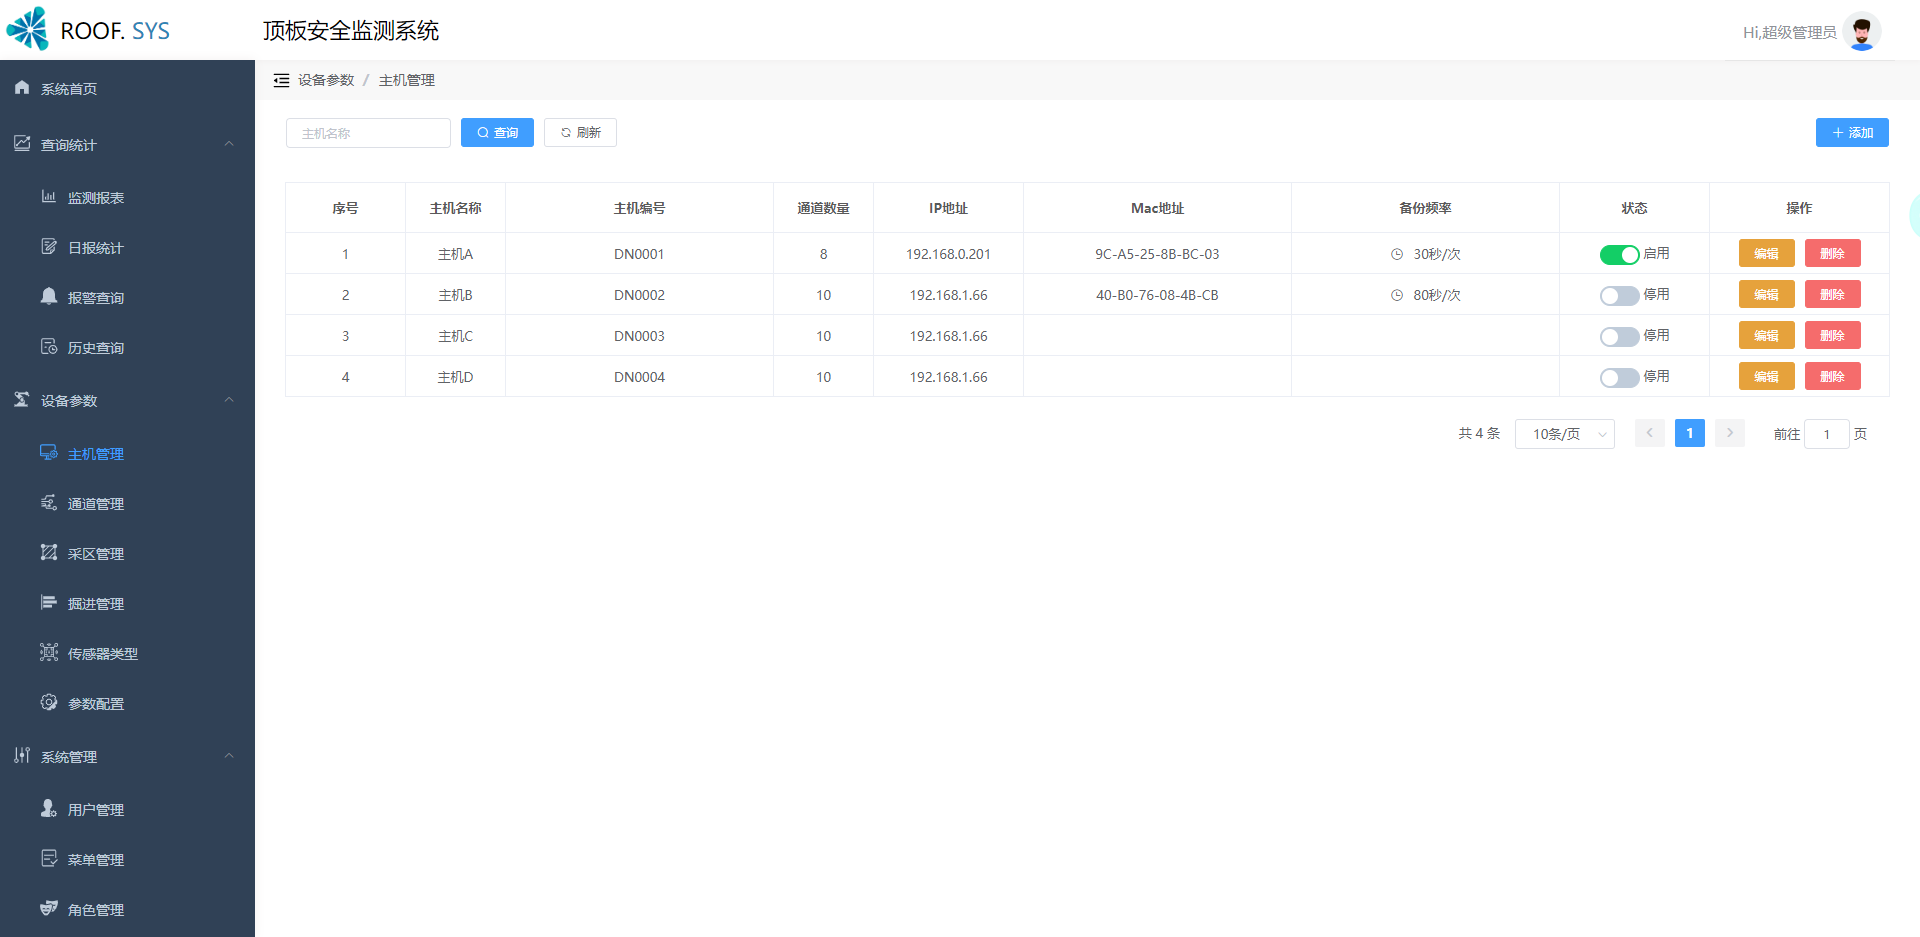 ROOF. SYS
顶板安全监测系统
Hi,超级管理员
系统首页
查询统计
监测报表
日报统计
报警查询
历史查询
设备参数
主机管理
通道管理
采区管理
掘进管理
传感器类型
参数配置
系统管理
用户管理
菜单管理
角色管理
设备参数 / 主机管理
主机名称 查询 刷新 添加
序号 主机名称 主机编号 通道数量 IP地址 Mac地址 备份频率 状态 操作
1 主机A DN0001 8 192.168.0.201 9C-A5-25-8B-BC-03 30秒/次 启用 编辑 删除
2 主机B DN0002 10 192.168.1.66 40-B0-76-08-4B-CB 80秒/次 停用 编辑 删除
3 主机C DN0003 10 192.168.1.66 停用 编辑 删除
4 主机D DN0004 10 192.168.1.66 停用 编辑 删除
共 4 条 10条/页 1 前往 1 页